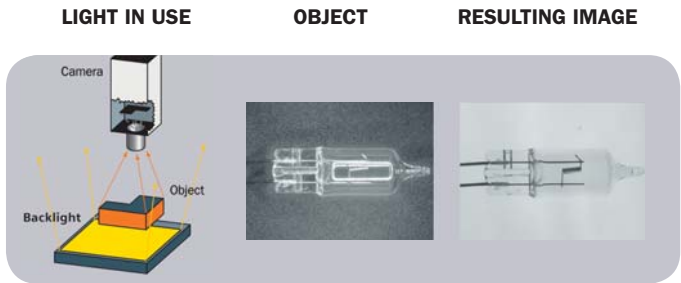 LIGHT IN USE OBJECT RESULTING IMAGE
Camera
Object
Backlight